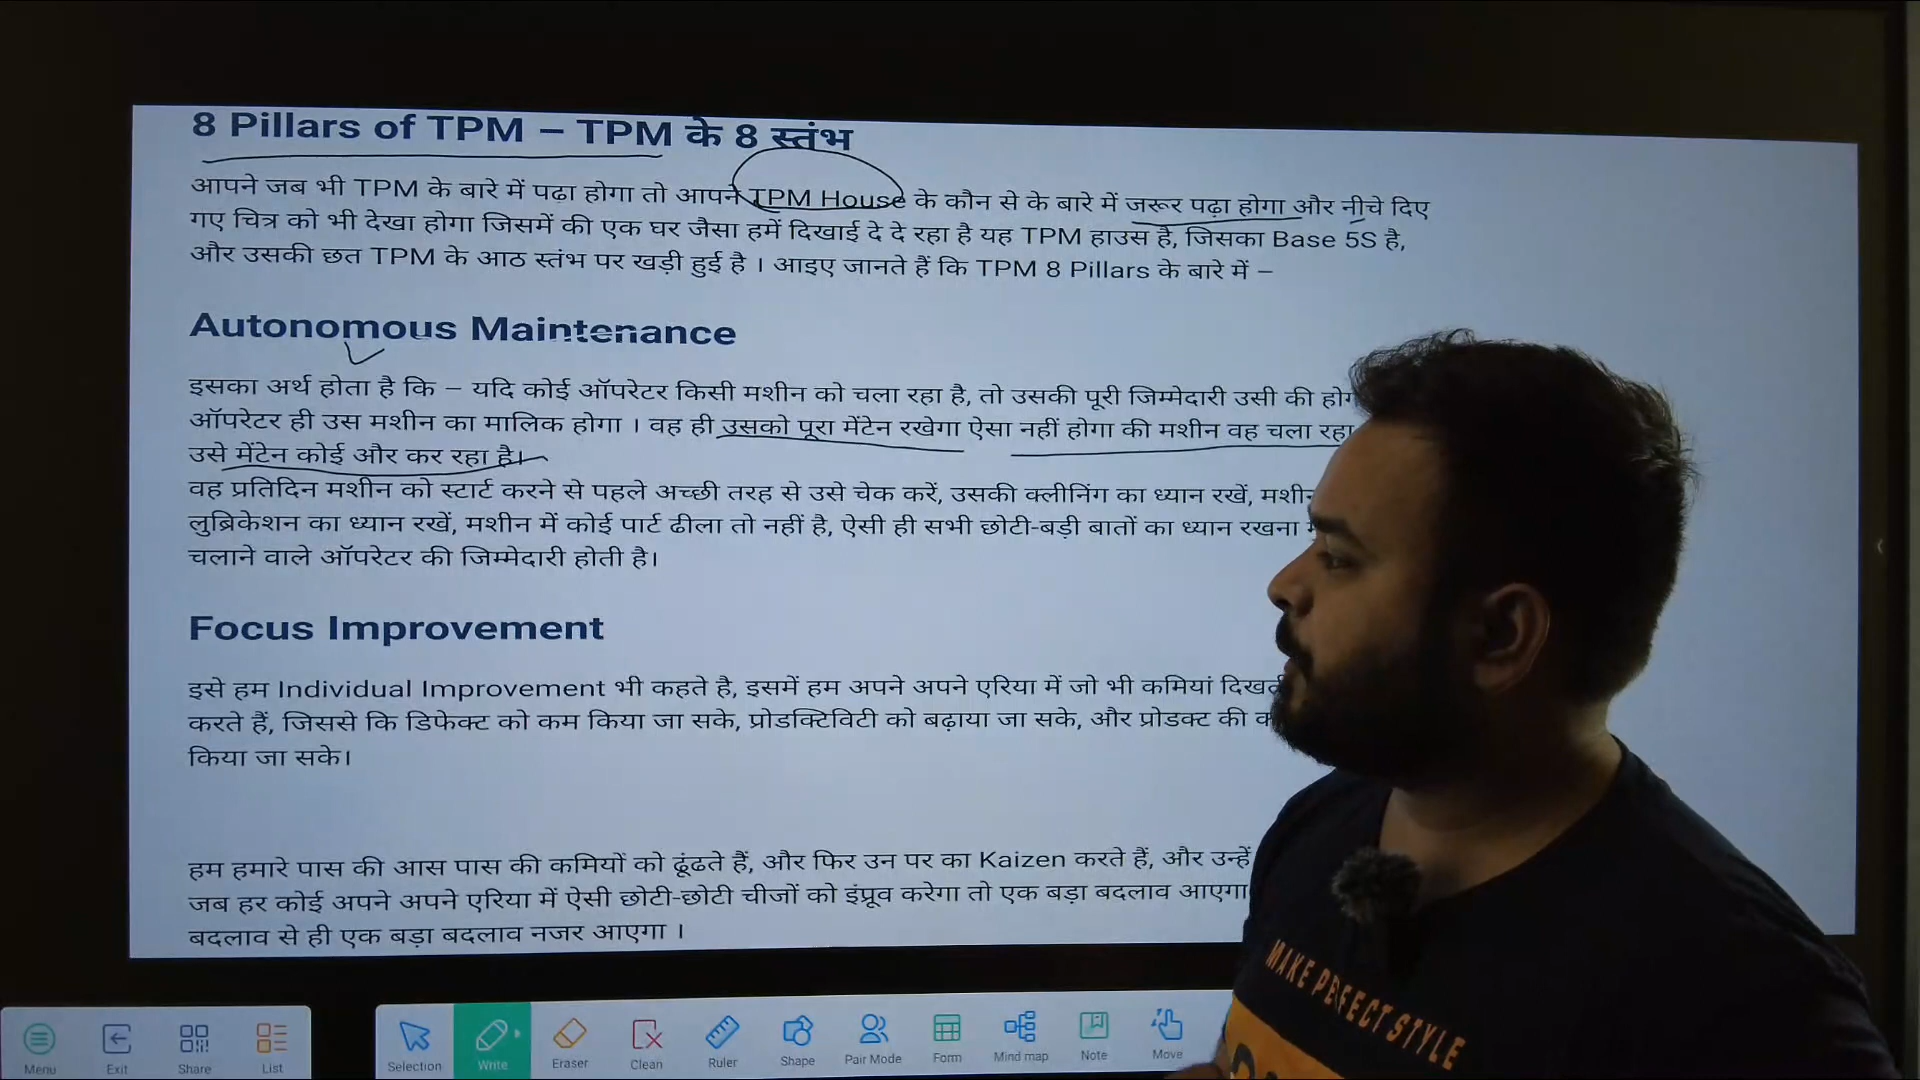 8 Pillars of TPM – TPM के 8 स्तंभ
आपने जब भी TPM के बारे में पढ़ा होगा तो आपने TPM House के कौन से के बारे में जरूर पढ़ा होगा और नीचे दिए
गए चित्र को भी देखा होगा जिसमें की एक घर जैसा हमें दिखाई दे दे रहा है यह TPM हाउस है, जिसका Base 5S है,
और उसकी छत TPM के आठ स्तंभ पर खड़ी हुई है । आइए जानते हैं कि TPM 8 Pillars के बारे में –
Autonomous Maintenance
इसका अर्थ होता है कि – यदि कोई ऑपरेटर किसी मशीन को चला रहा है, तो उसकी पूरी जिम्मेदारी उसी की
ऑपरेटर ही उस मशीन का मालिक होगा । वह ही उसको पूरा मेंटेन रखेगा ऐसा नहीं होगा की मशीन वह चला रहा
उसे मेंटेन कोई और कर रहा है।
वह प्रतिदिन मशीन को स्टार्ट करने से पहले अच्छी तरह से उसे चेक करें, उसकी क्लीनिंग का ध्यान रखें,
लुब्रिकेशन का ध्यान रखें, मशीन में कोई पार्ट ढीला तो नहीं है, ऐसी ही सभी छोटी-बड़ी बातों का ध्यान रखना
चलाने वाले ऑपरेटर की जिम्मेदारी होती है।
Focus Improvement
इसे हम Individual Improvement भी कहते है, इसमें हम अपने अपने एरिया में जो भी कमियां
करते हैं, जिससे कि डिफेक्ट को कम किया जा सके, प्रोडक्टिविटी को बढ़ाया जा सके, और प्रोडक्ट की
किया जा सके।
हम हमारे पास की आस पास की कमियों को ढूंढते हैं, और फिर उन पर का Kaizen करते हैं, और उन्हें
जब हर कोई अपने अपने एरिया में ऐसी छोटी-छोटी चीजों को इंप्रूव करेगा तो एक बड़ा बदलाव आएगा
बदलाव से ही एक बड़ा बदलाव नजर आएगा ।
MAKE PERFECT STYLE
Menu Exit Share List Selection Write Eraser Clean Ruler Shape Pair Mode Form Mind map Note Move